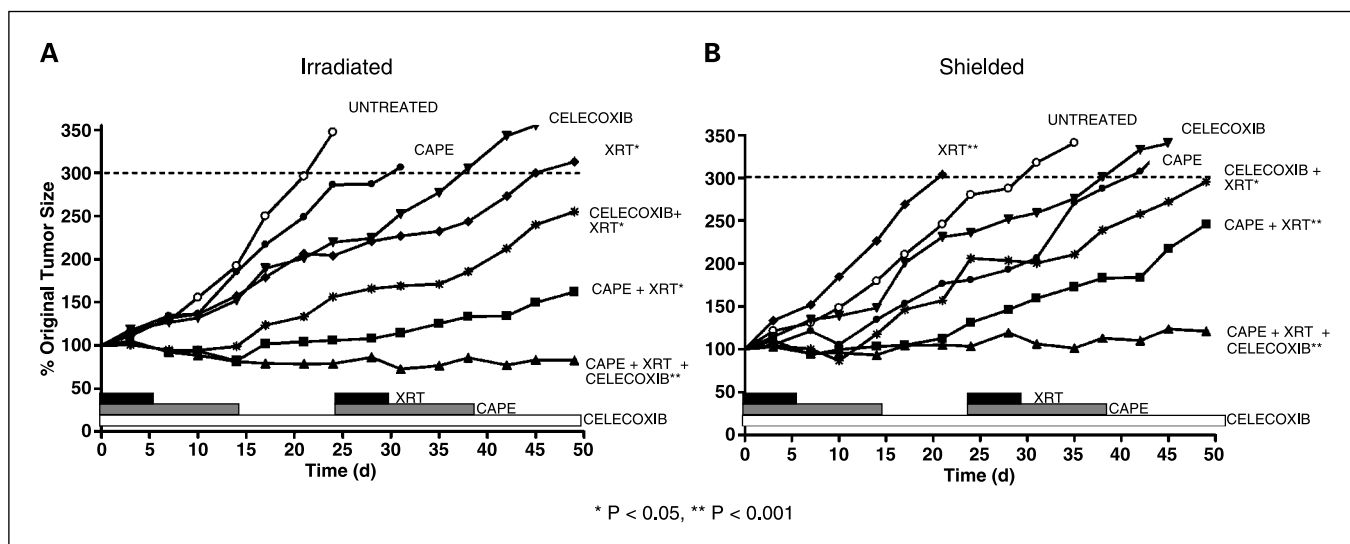 A
Irradiated
UNTREATED
CELECOXIB
CAPE
XRT*
CELECOXIB+
XRT*
CAPE + XRT*
CAPE + XRT +
CELECOXIB**
XRT
CAPE
CELECOXIB
% Original Tumor Size
350
300
250
200
150
100
50
0
0 5 10 15 20 25 30 35 40 45 50
Time (d)
B
Shielded
UNTREATED
CELECOXIB
XRT**
CAPE
CELECOXIB +
XRT*
CAPE + XRT**
CAPE + XRT +
CELECOXIB**
XRT
CAPE
CELECOXIB
% Original Tumor Size
350
300
250
200
150
100
50
0
0 5 10 15 20 25 30 35 40 45 50
Time (d)
* P < 0.05, ** P < 0.001